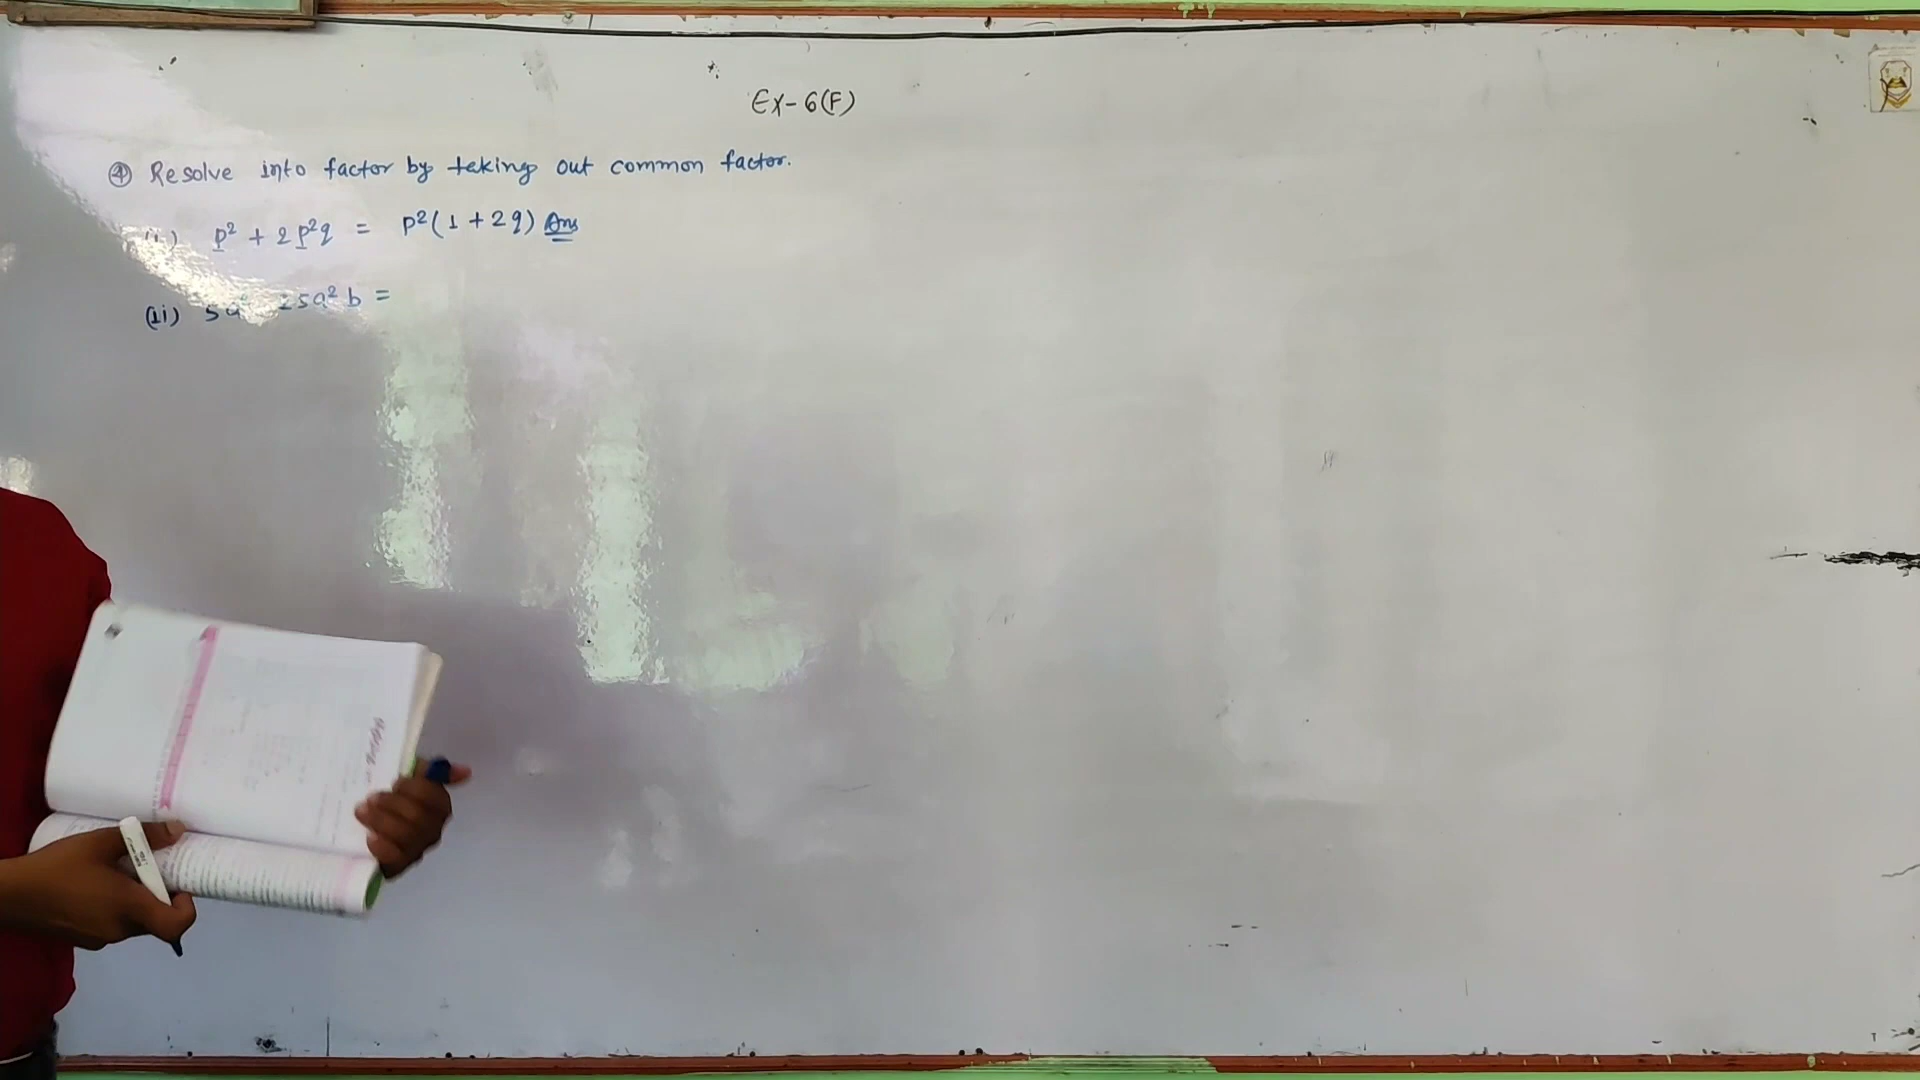 Ex-6(F)
④ Resolve into factor by taking out common factor.
(i) p² + 2p²q = p²(1 + 2q) Ans
(ii) 5a² 25a²b =